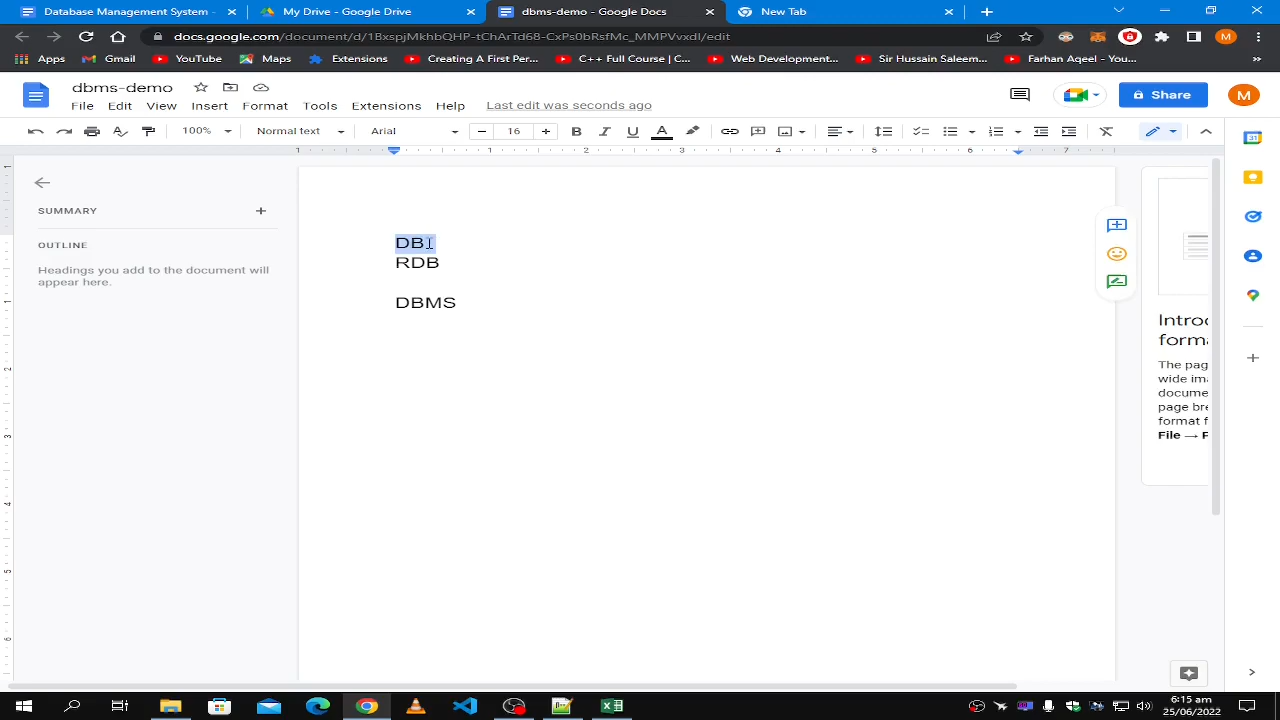 Database Management System -
My Drive - Google Drive
dbms-demo - Google Docs
New Tab
docs.google.com/document/d/1BxspjMkhbQHP-tChArTd68-CxPs0bRsfMc_MMPVvxdI/edit
Apps
Gmail
YouTube
Maps
Extensions
Creating A First Per...
C++ Full Course | C...
Web Development...
Sir Hussain Saleem...
Farhan Aqeel - You...
dbms-demo
File Edit View Insert Format Tools Extensions Help Last edit was seconds ago
Share
M
100% Normal text Arial 16
SUMMARY
OUTLINE
Headings you add to the document will
appear here.
DB
RDB
DBMS
Introd
forma
The pag
wide im
docume
page bre
format f
File → P
6:15 am
25/06/2022